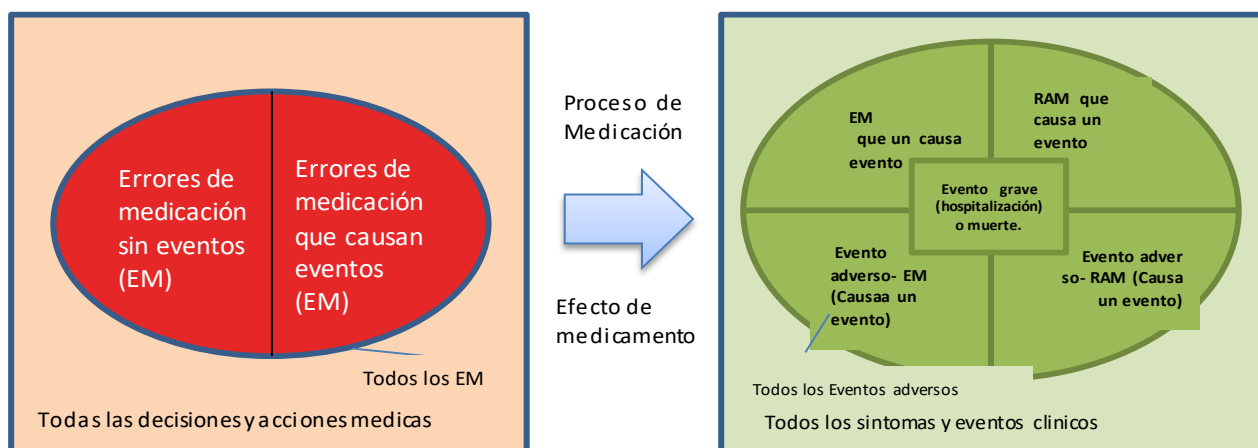 Errores de
medicación
sin eventos
(EM)
Errores de
medicación
que causan
eventos
(EM)
Todos los EM
Todas las decisiones y acciones medicas
Proceso de
Medicación
Efecto de
medicamento
EM
que un causa
evento
RAM que
causa un
evento
Evento grave
(hospitalización)
o muerte.
Evento
adverso- EM
(Causaa un
evento)
Evento adver
so- RAM (Causa
un evento)
Todos los Eventos adversos
Todos los sintomas y eventos clinicos